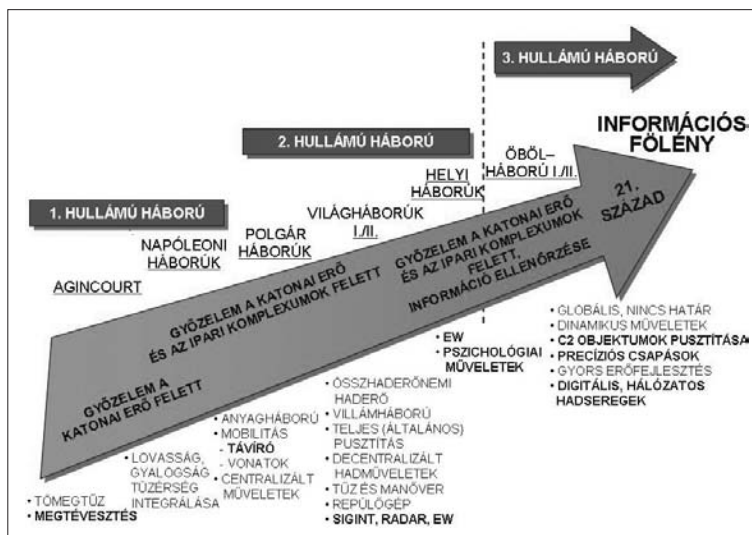 3. HULLÁMÚ HÁBORÚ
2. HULLÁMÚ HÁBORÚ
1. HULLÁMÚ HÁBORÚ
INFORMÁCIÓS-
FÖLÉNY
AGINCOURT
NAPÓLEONI
HÁBORÚK
POLGÁR
HÁBORÚK
VILÁGHÁBORÚK
I./II.
HELYI
HÁBORÚK
ÖBÖL–
HÁBORÚ I./II.
21.
SZÁZAD
GYŐZELEM A
KATONAI ERŐ FELETT
GYŐZELEM A KATONAI ERŐ
ÉS AZ IPARI KOMPLEXUMOK FELETT
GYŐZELEM A KATONAI ERŐ
ÉS AZ IPARI KOMPLEXUMOK
FELETT,
INFORMÁCIÓ ELLENŐRZÉSE
• TÖMEGTŰZ
• MEGTÉVESZTÉS
• LOVASSÁG,
GYALOGSÁG
TÜZÉRSÉG
INTEGRÁLÁSA
• ANYAGHÁBORÚ
• MOBILITÁS
- TÁVÍRÓ
- VONATOK
• CENTRALIZÁLT
MŰVELETEK
• ÖSSZHADERŐNEMI
HADERŐ
• VILLÁMHÁBORÚ
• TELJES (ÁLTALÁNOS)
PUSZTÍTÁS
• DECENTRALIZÁLT
HADMŰVELETEK
• TŰZ ÉS MANŐVER
• REPÜLŐGÉP
• SIGINT, RADAR, EW
• EW
• PSZICHOLÓGIAI
MŰVELETEK
• GLOBÁLIS, NINCS HATÁR
• DINAMIKUS MŰVELETEK
• C2 OBJEKTUMOK PUSZTÍTÁSA
• PRECÍZIÓS CSAPÁSOK
• GYORS ERŐFEJLESZTÉS
• DIGITÁLIS, HÁLÓZATOS
HADSEREGEK